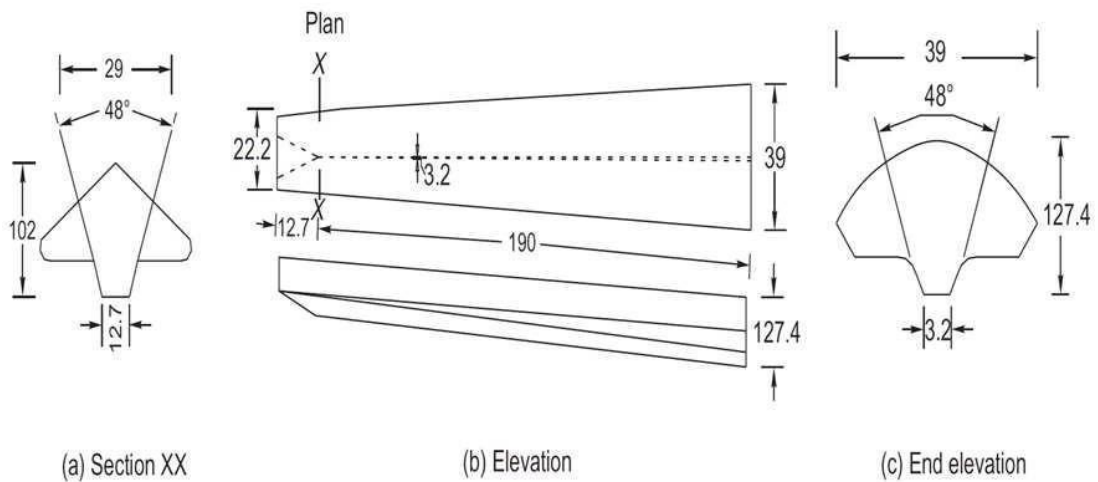 Plan
X
29
48°
102
12.7
22.2
3.2
39
X
12.7
190
127.4
39
48°
127.4
3.2
(a) Section XX
(b) Elevation
(c) End elevation